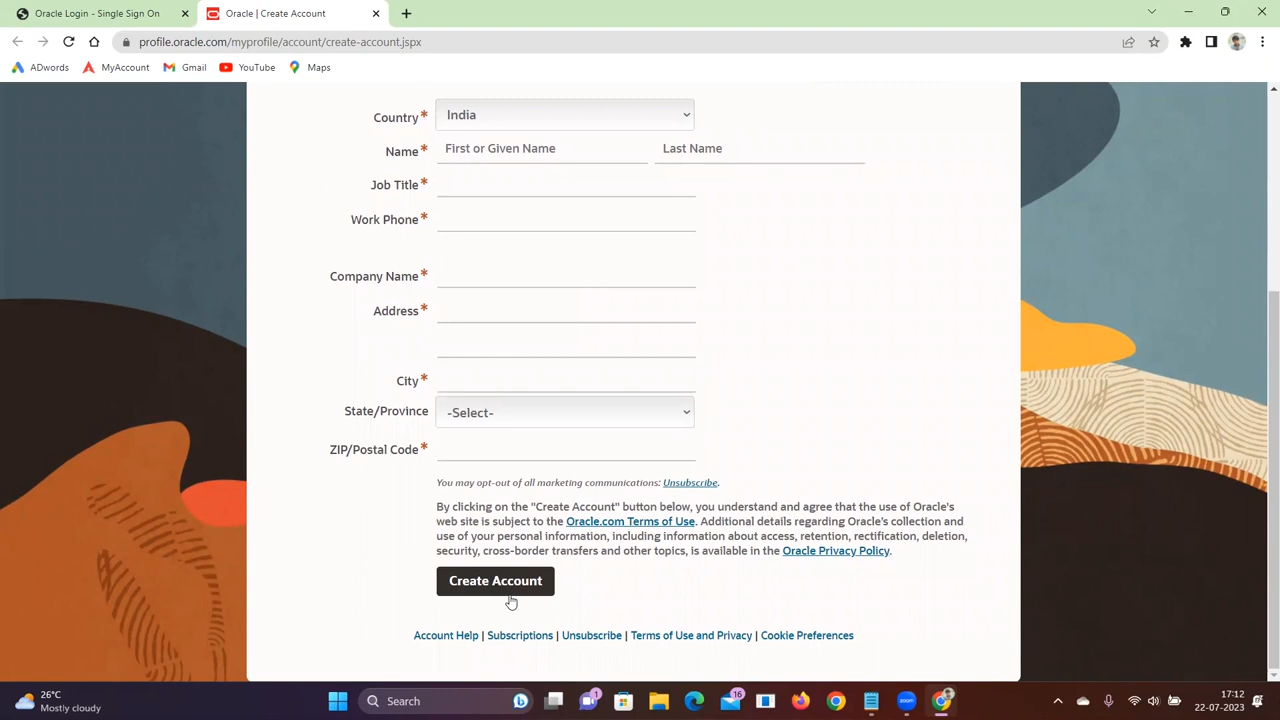 Oracle Login - Single Sign On
Oracle | Create Account
profile.oracle.com/myprofile/account/create-account.jspx
ADwords
MyAccount
Gmail
YouTube
Maps
Country*
India
Name*
First or Given Name
Last Name
Job Title*
Work Phone*
Company Name*
Address*
City*
State/Province
-Select-
ZIP/Postal Code*
You may opt-out of all marketing communications: Unsubscribe.
By clicking on the "Create Account" button below, you understand and agree that the use of Oracle's
web site is subject to the Oracle.com Terms of Use. Additional details regarding Oracle's collection and
use of your personal information, including information about access, retention, rectification, deletion,
security, cross-border transfers and other topics, is available in the Oracle Privacy Policy.
Create Account
Account Help | Subscriptions | Unsubscribe | Terms of Use and Privacy | Cookie Preferences
26°C
Mostly cloudy
Search
1
16
zoom
17:12
22-07-2023